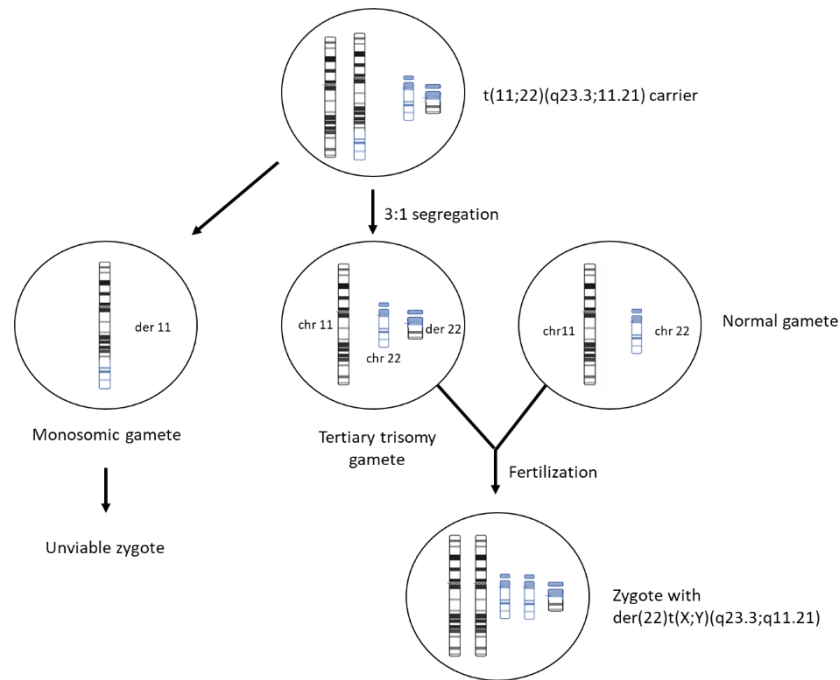 t(11;22)(q23.3;11.21) carrier
3:1 segregation
der 11
chr 11
chr 22
der 22
chr11
chr 22
Normal gamete
Monosomic gamete
Tertiary trisomy
gamete
Fertilization
Unviable zygote
Zygote with
der(22)t(X;Y)(q23.3;q11.21)